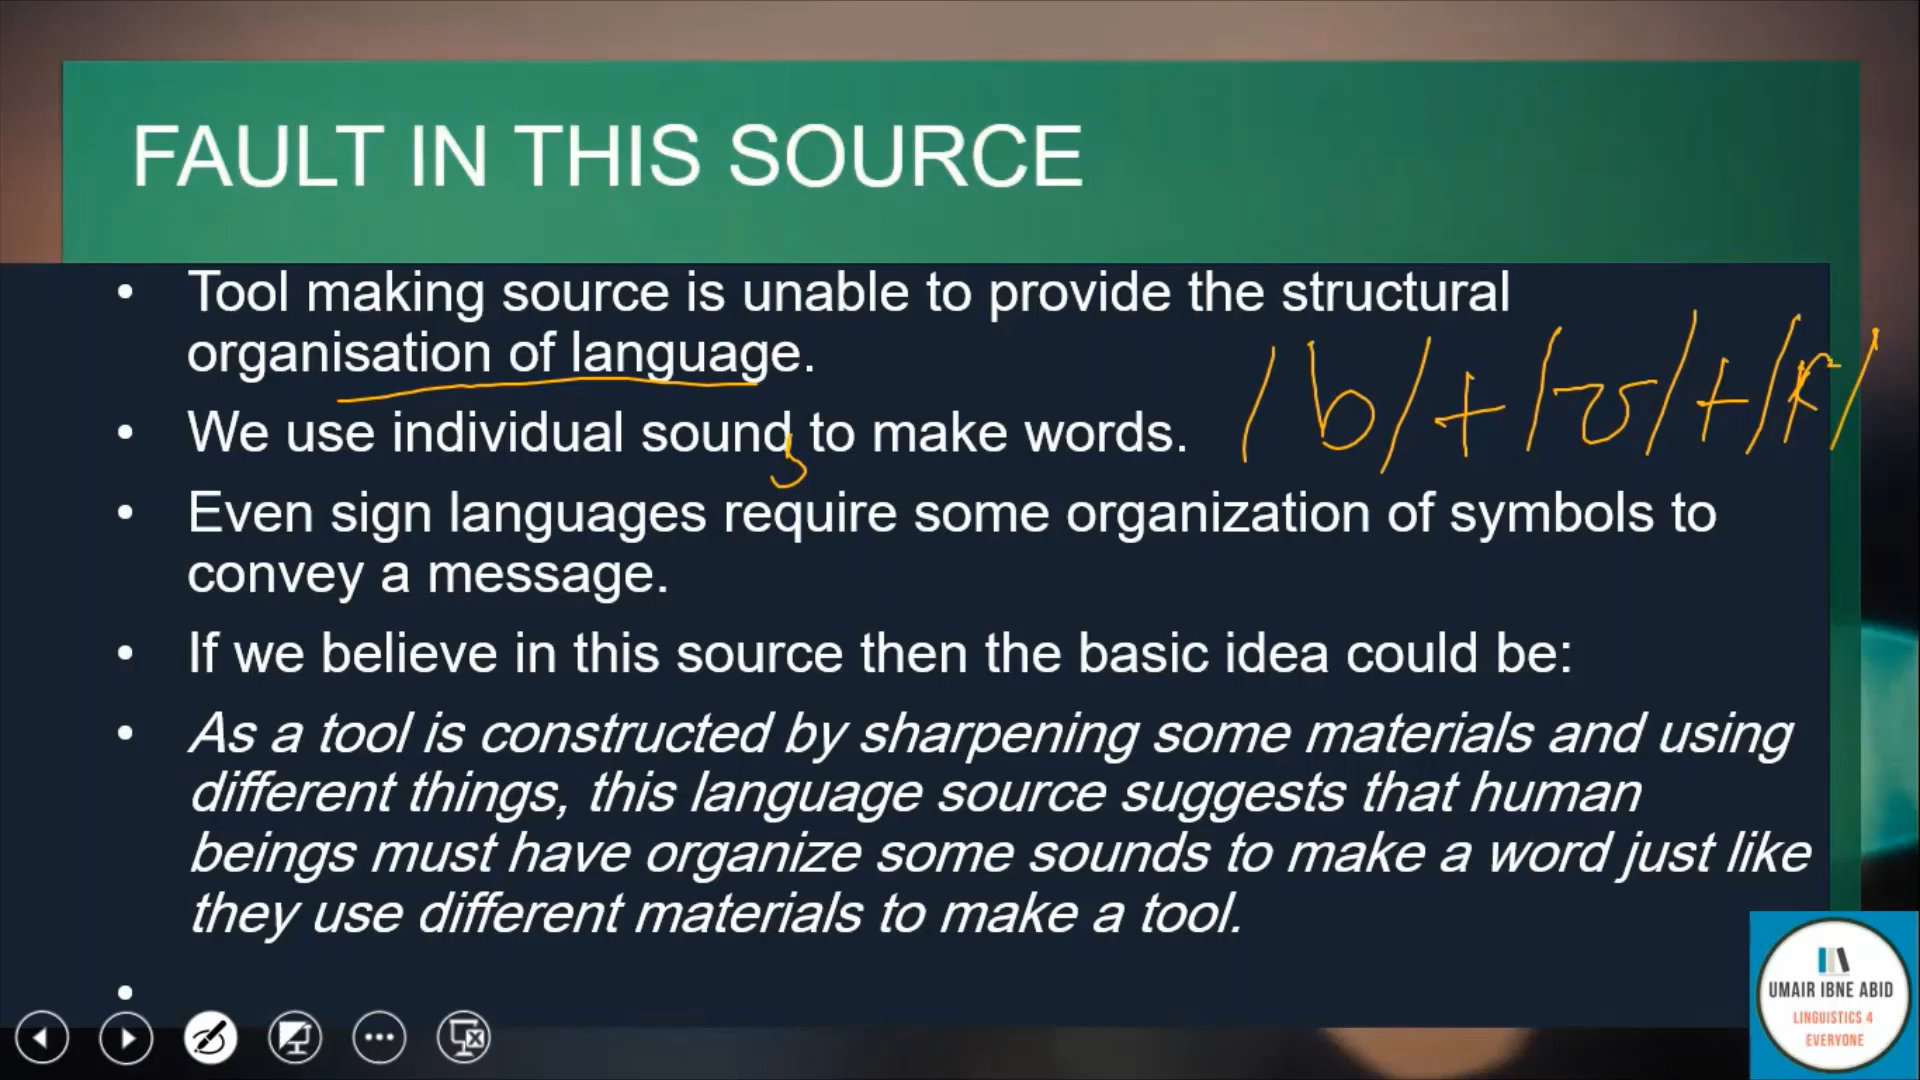 FAULT IN THIS SOURCE
• Tool making source is unable to provide the structural
organisation of language.
• We use individual sounds to make words. /b/+/ʊ/+/k/
• Even sign languages require some organization of symbols to
convey a message.
• If we believe in this source then the basic idea could be:
• As a tool is constructed by sharpening some materials and using
different things, this language source suggests that human
beings must have organize some sounds to make a word just like
they use different materials to make a tool.
•
UMAIR IBNE ABID
LINGUISTICS 4
EVERYONE